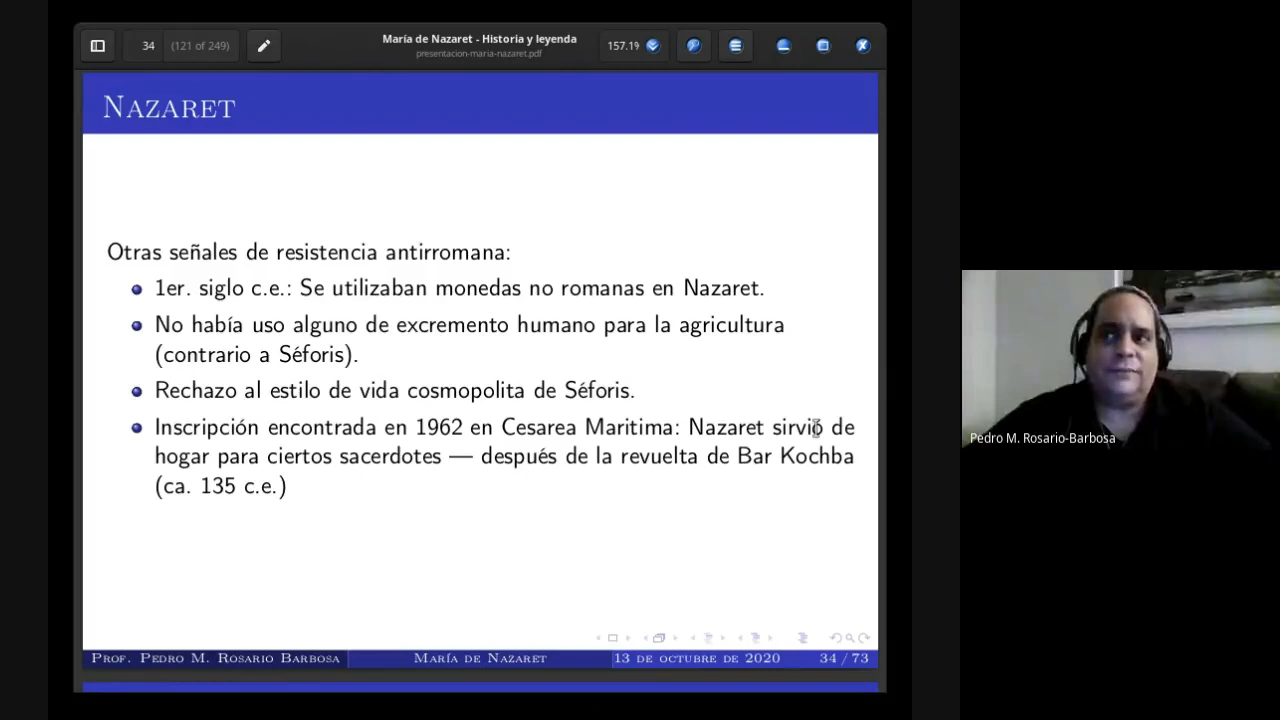 34 (121 of 249)
María de Nazaret - Historia y leyenda
presentacion-maria-nazaret.pdf
157.19
NAZARET
Otras señales de resistencia antirromana:
1er. siglo c.e.: Se utilizaban monedas no romanas en Nazaret.
No había uso alguno de excremento humano para la agricultura
(contrario a Séforis).
Rechazo al estilo de vida cosmopolita de Séforis.
Inscripción encontrada en 1962 en Cesarea Maritima: Nazaret sirvió de
hogar para ciertos sacerdotes — después de la revuelta de Bar Kochba
(ca. 135 c.e.)
PROF. PEDRO M. ROSARIO BARBOSA MARÍA DE NAZARET 13 DE OCTUBRE DE 2020 34 / 73
Pedro M. Rosario-Barbosa